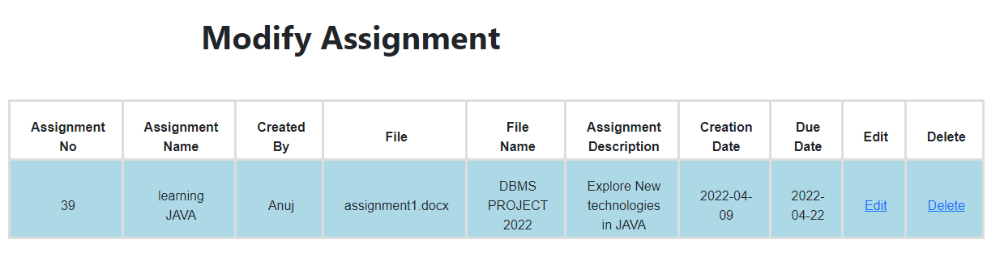 Modify Assignment
Assignment No
Assignment Name
Created By
File
File Name
Assignment Description
Creation Date
Due Date
Edit
Delete
39
learning JAVA
Anuj
assignment1.docx
DBMS PROJECT 2022
Explore New technologies in JAVA
2022-04-09
2022-04-22
Edit
Delete